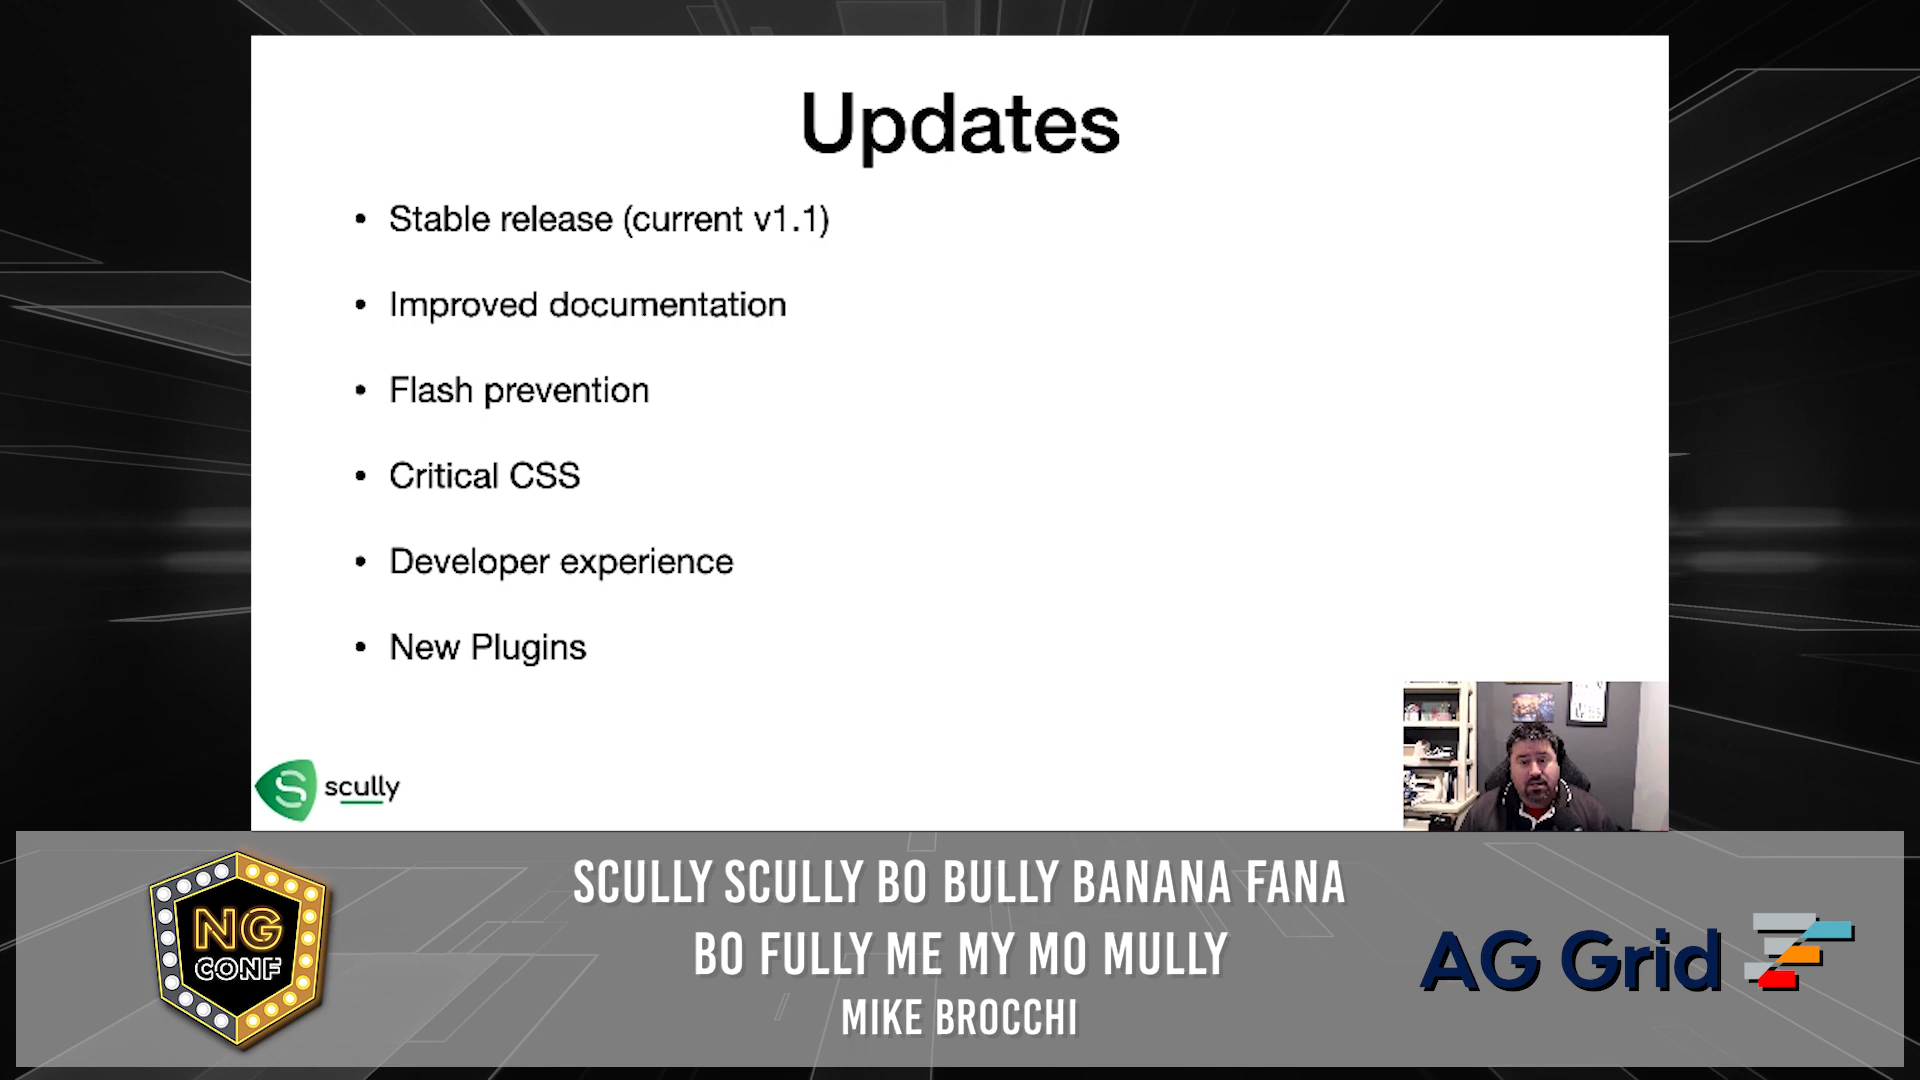 Updates
• Stable release (current v1.1)
• Improved documentation
• Flash prevention
• Critical CSS
• Developer experience
• New Plugins
scully
NG
CONF
SCULLY SCULLY BO BULLY BANANA FANA
BO FULLY ME MY MO MULLY
MIKE BROCCHI
AG Grid